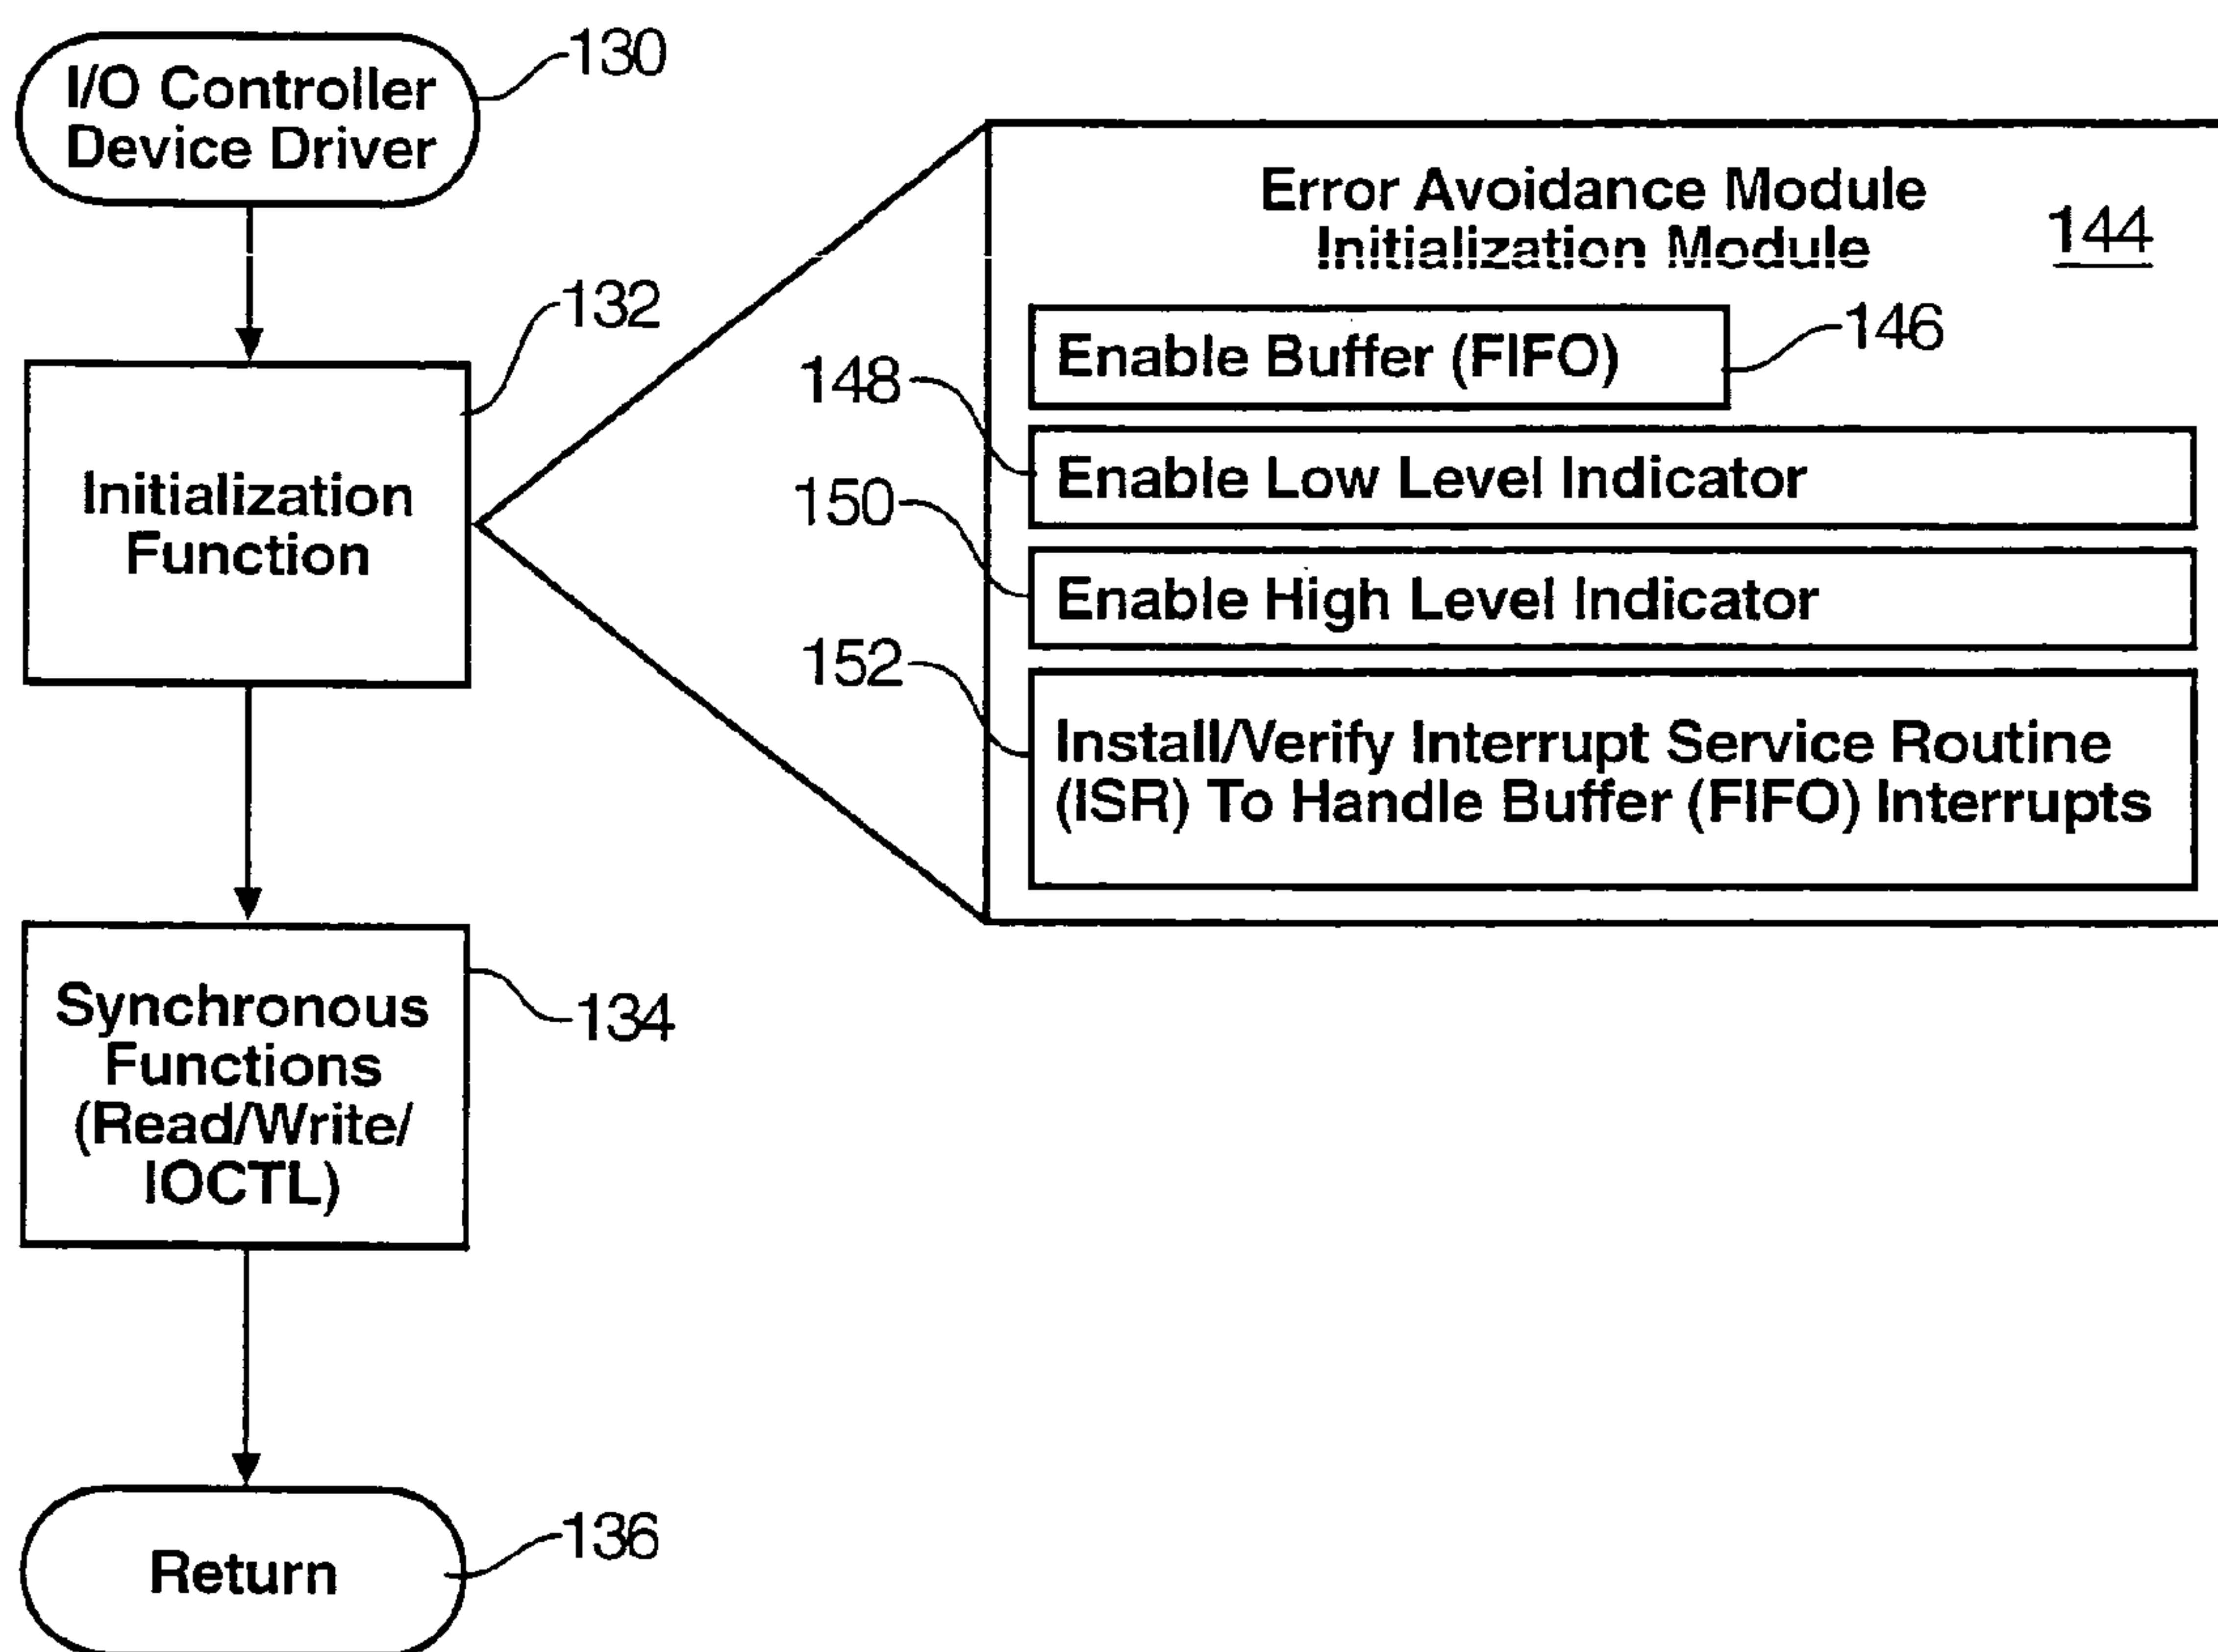 I/O Controller
Device Driver
130
Initialization
Function
132
Synchronous
Functions
(Read/Write/
IOCTL)
134
Return
136
Error Avoidance Module
Initialization Module
144
Enable Buffer (FIFO)
146
148
Enable Low Level Indicator
150
Enable High Level Indicator
152
Install/Verify Interrupt Service Routine
(ISR) To Handle Buffer (FIFO) Interrupts